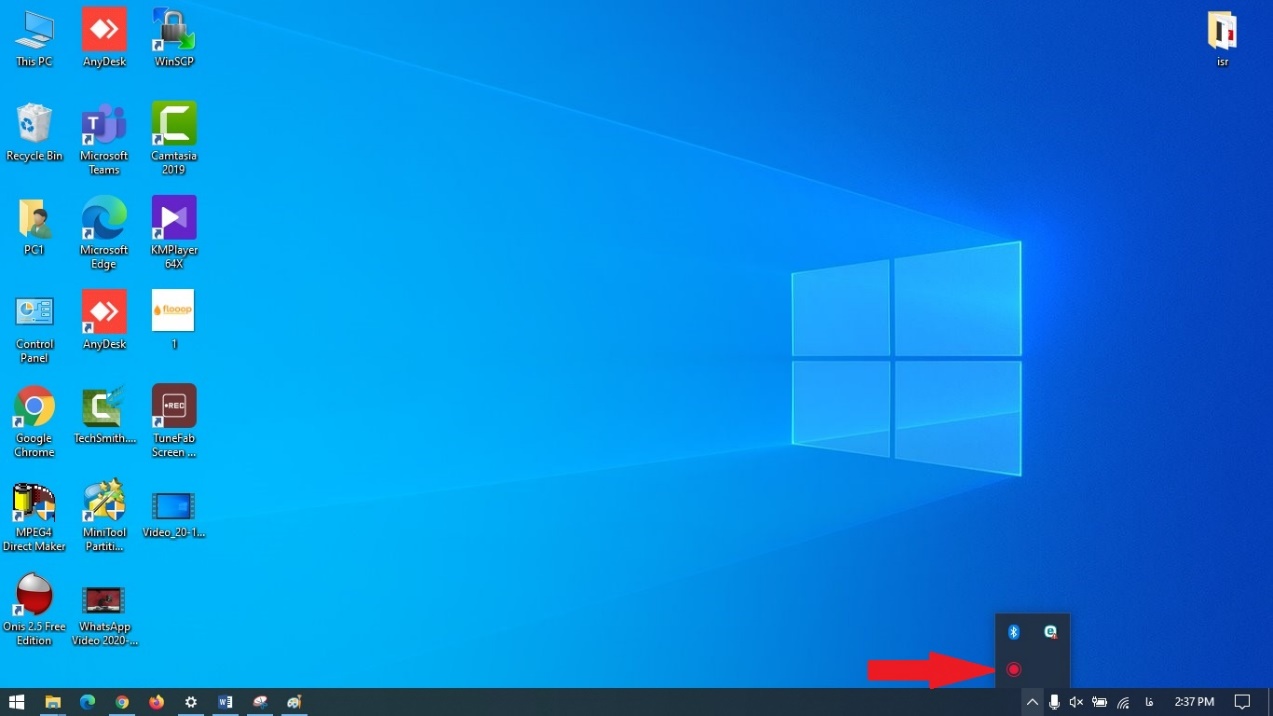 This PC
AnyDesk
WinSCP
isr
Recycle Bin
Microsoft
Teams
Camtasia
2019
PC1
Microsoft
Edge
KMPlayer
64X
Control
Panel
AnyDesk
flooop
1
Google
Chrome
TechSmith....
REC
TuneFab
Screen ...
MPEG4
Direct Maker
MiniTool
Partiti...
Video_20-1...
Onis 2.5 Free
Edition
WhatsApp
Video 2020-...
فا
2:37 PM